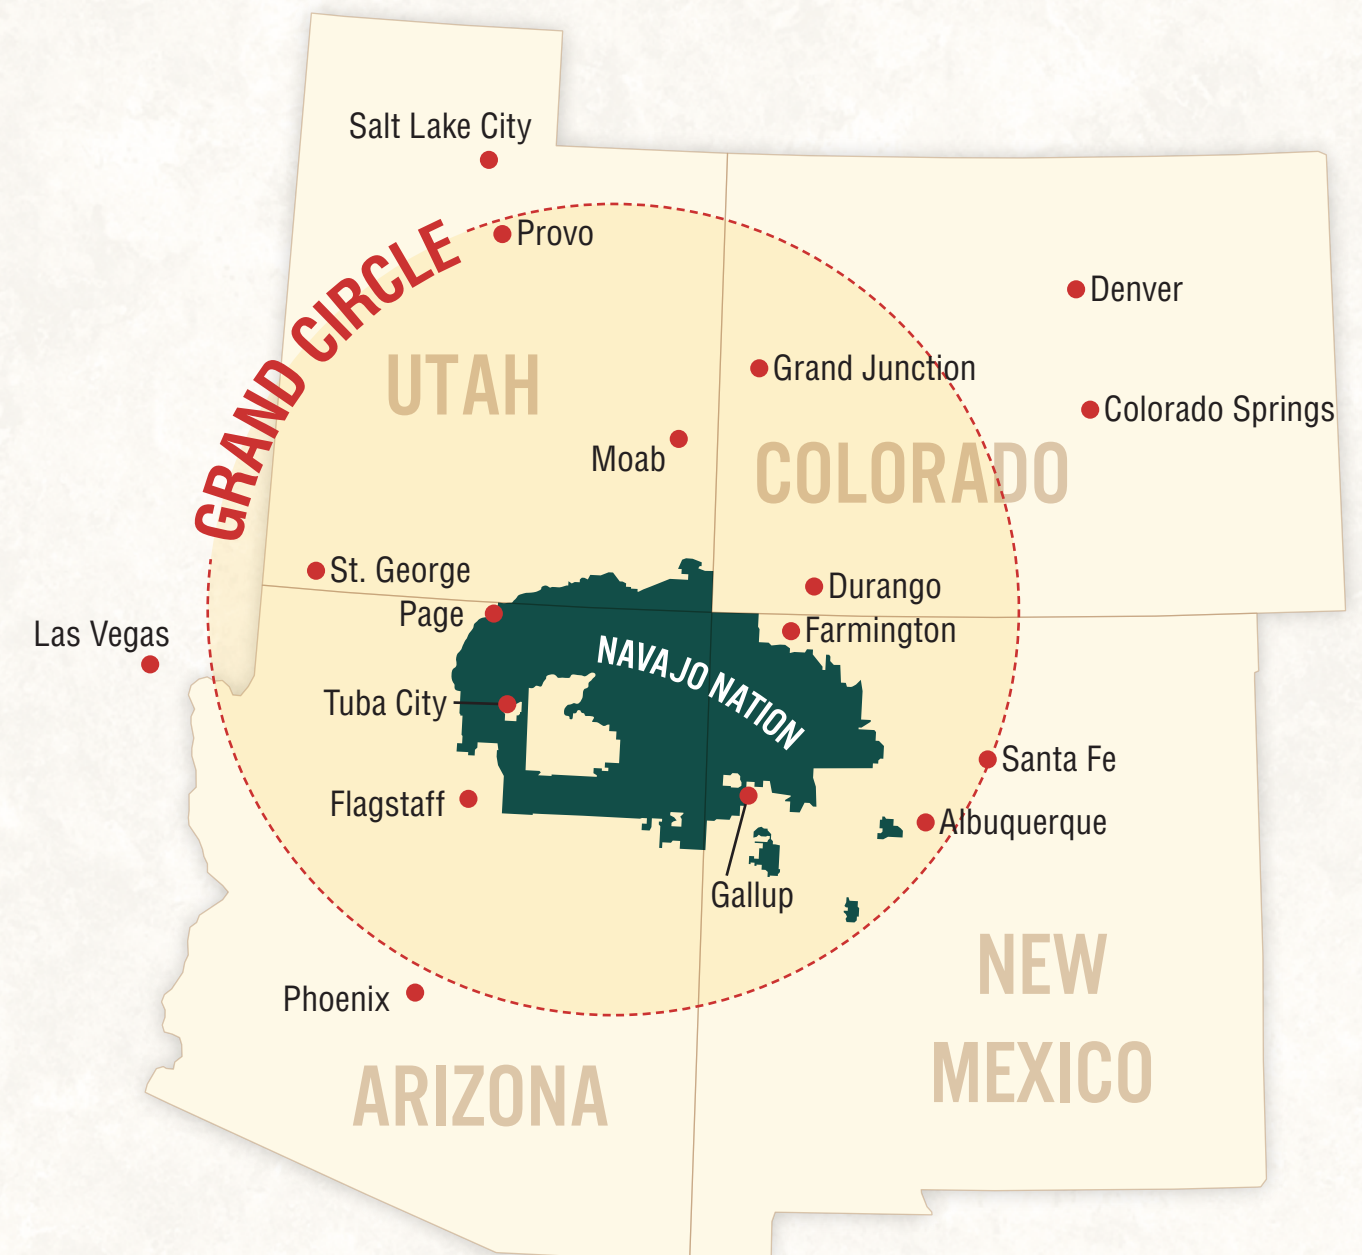 Salt Lake City
Provo
GRAND CIRCLE
Denver
UTAH
Grand Junction
Colorado Springs
Moab
COLORADO
St. George
Durango
Page
Farmington
Las Vegas
NAVAJO NATION
Tuba City
Santa Fe
Flagstaff
Albuquerque
Gallup
NEW
MEXICO
Phoenix
ARIZONA